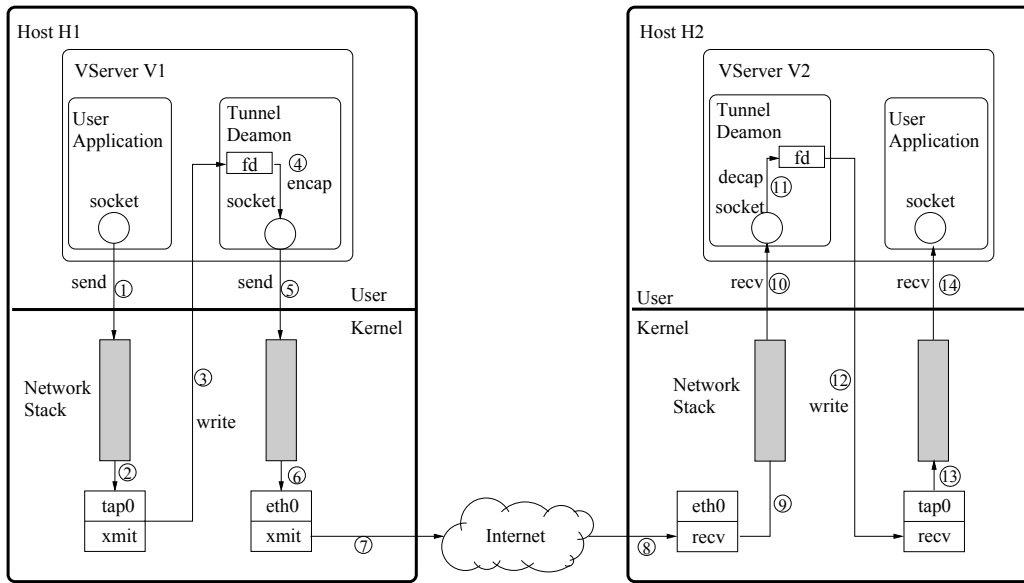 Host H1
VServer V1
User
Application
socket
Tunnel
Deamon
fd
4
encap
socket
send
1
send
5
User
Kernel
Network
Stack
3
write
2
6
tap0
xmit
eth0
xmit
7
Internet
8
Host H2
VServer V2
Tunnel
Deamon
fd
decap
11
socket
User
Application
socket
recv
10
recv
14
User
Kernel
Network
Stack
12
write
9
13
eth0
recv
tap0
recv